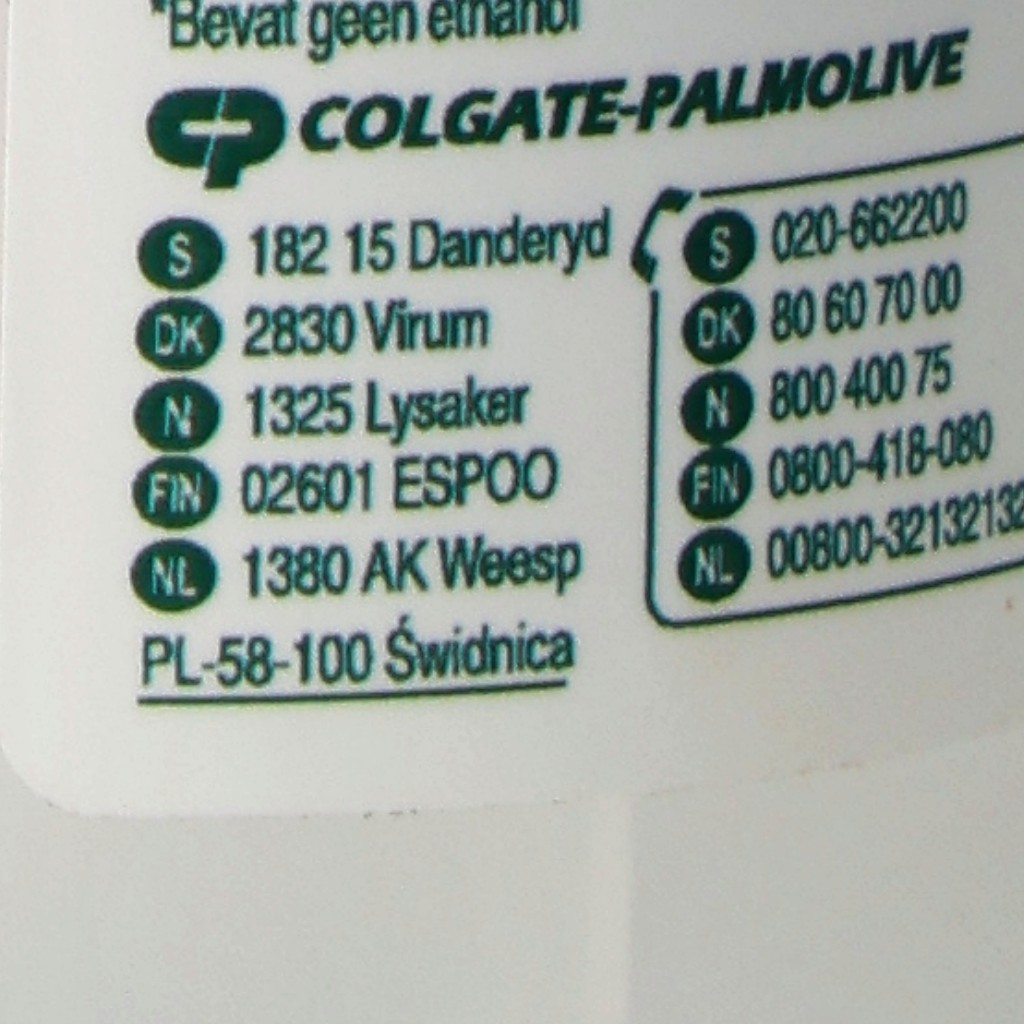 *Bevat geen ethanol
CP COLGATE-PALMOLIVE
S 182 15 Danderyd
DK 2830 Virum
N 1325 Lysaker
FIN 02601 ESPOO
NL 1380 AK Weesp
PL-58-100 Świdnica
S 020-662200
DK 80 60 70 00
N 800 400 75
FIN 0800-418-080
NL 00800-32132132